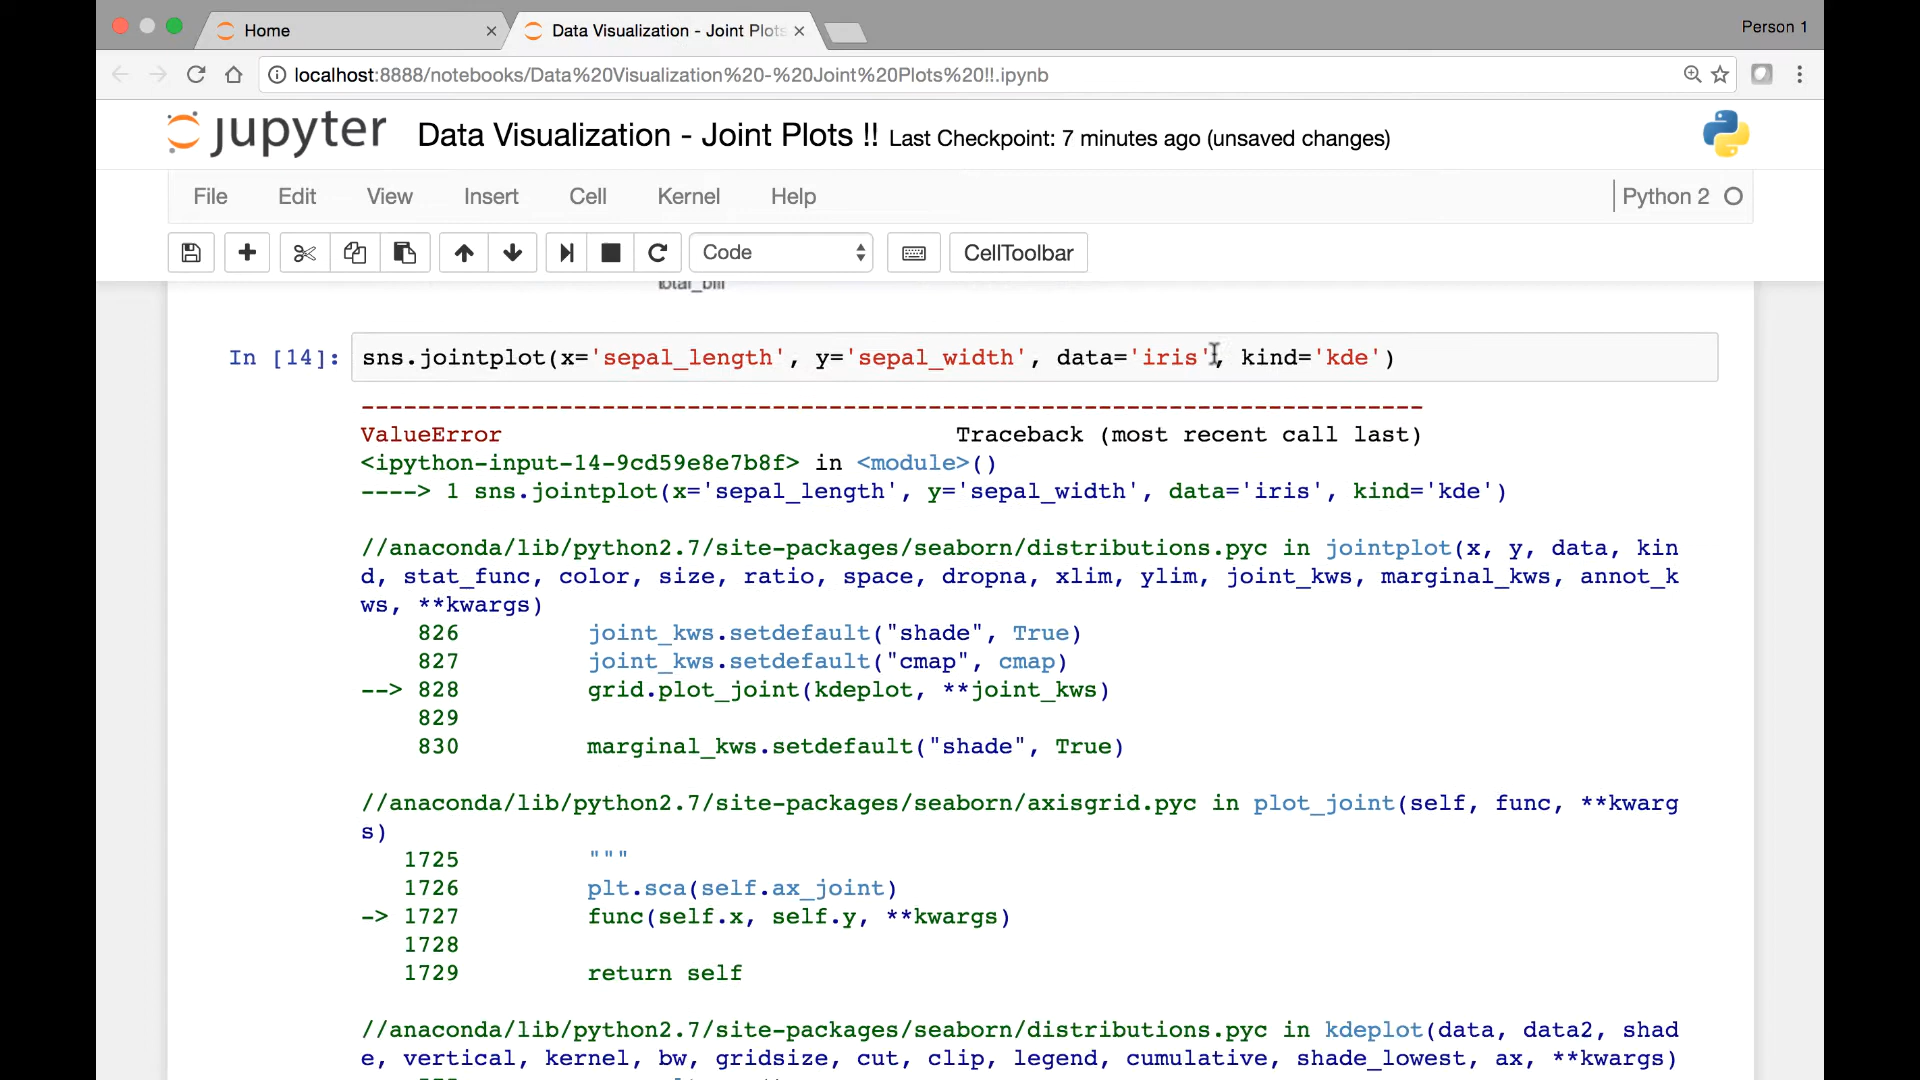 Home
Data Visualization - Joint Plots
Person 1
localhost:8888/notebooks/Data%20Visualization%20-%20Joint%20Plots%20!!.ipynb
jupyter Data Visualization - Joint Plots !! Last Checkpoint: 7 minutes ago (unsaved changes)
File Edit View Insert Cell Kernel Help Python 2
Code CellToolbar
total_bill
In [14]: sns.jointplot(x='sepal_length', y='sepal_width', data='iris', kind='kde')
---------------------------------------------------------------------------
ValueError                                Traceback (most recent call last)
<ipython-input-14-9cd59e8e7b8f> in <module>()
----> 1 sns.jointplot(x='sepal_length', y='sepal_width', data='iris', kind='kde')
//anaconda/lib/python2.7/site-packages/seaborn/distributions.pyc in jointplot(x, y, data, kin
d, stat_func, color, size, ratio, space, dropna, xlim, ylim, joint_kws, marginal_kws, annot_k
ws, **kwargs)
    826         joint_kws.setdefault("shade", True)
    827         joint_kws.setdefault("cmap", cmap)
--> 828         grid.plot_joint(kdeplot, **joint_kws)
    829
    830         marginal_kws.setdefault("shade", True)
//anaconda/lib/python2.7/site-packages/seaborn/axisgrid.pyc in plot_joint(self, func, **kwarg
s)
   1725         """
   1726         plt.sca(self.ax_joint)
-> 1727         func(self.x, self.y, **kwargs)
   1728
   1729         return self
//anaconda/lib/python2.7/site-packages/seaborn/distributions.pyc in kdeplot(data, data2, shad
e, vertical, kernel, bw, gridsize, cut, clip, legend, cumulative, shade_lowest, ax, **kwargs)